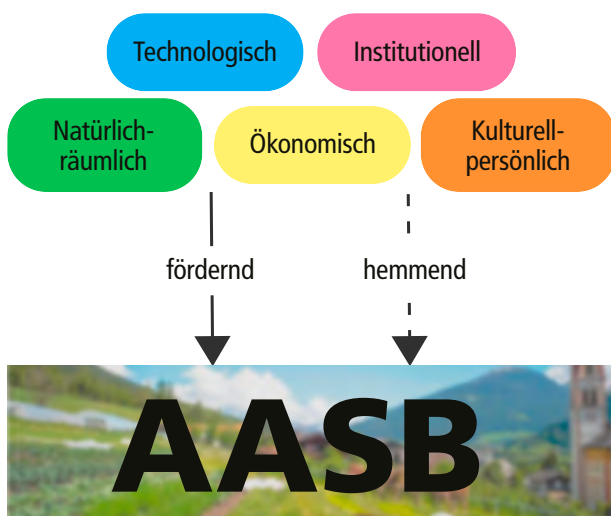 Technologisch
Institutionell
Natürlich-
räumlich
Ökonomisch
Kulturell-
persönlich
fördernd
hemmend
AASB